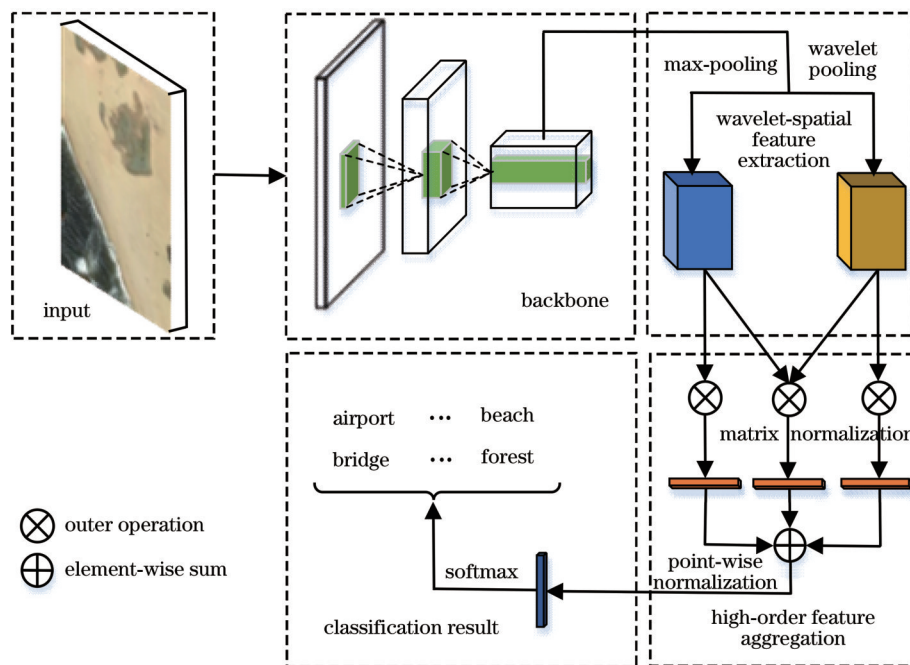 input
backbone
max-pooling
wavelet
pooling
wavelet-spatial
feature
extraction
airport ... beach
bridge ... forest
matrix normalization
outer operation
element-wise sum
softmax
point-wise
normalization
classification result
high-order feature
aggregation